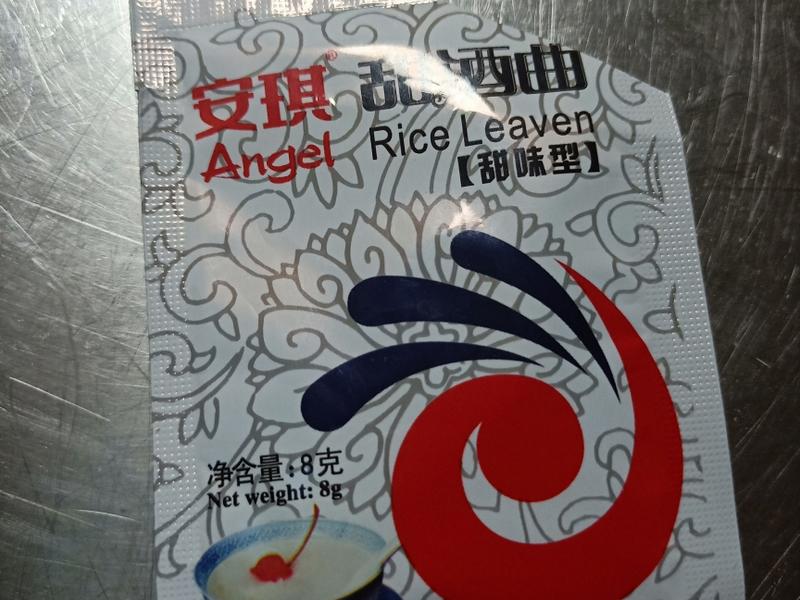 安琪®
Angel
甜酒曲
Rice Leaven
【甜味型】
净含量:8克
Net weight: 8g